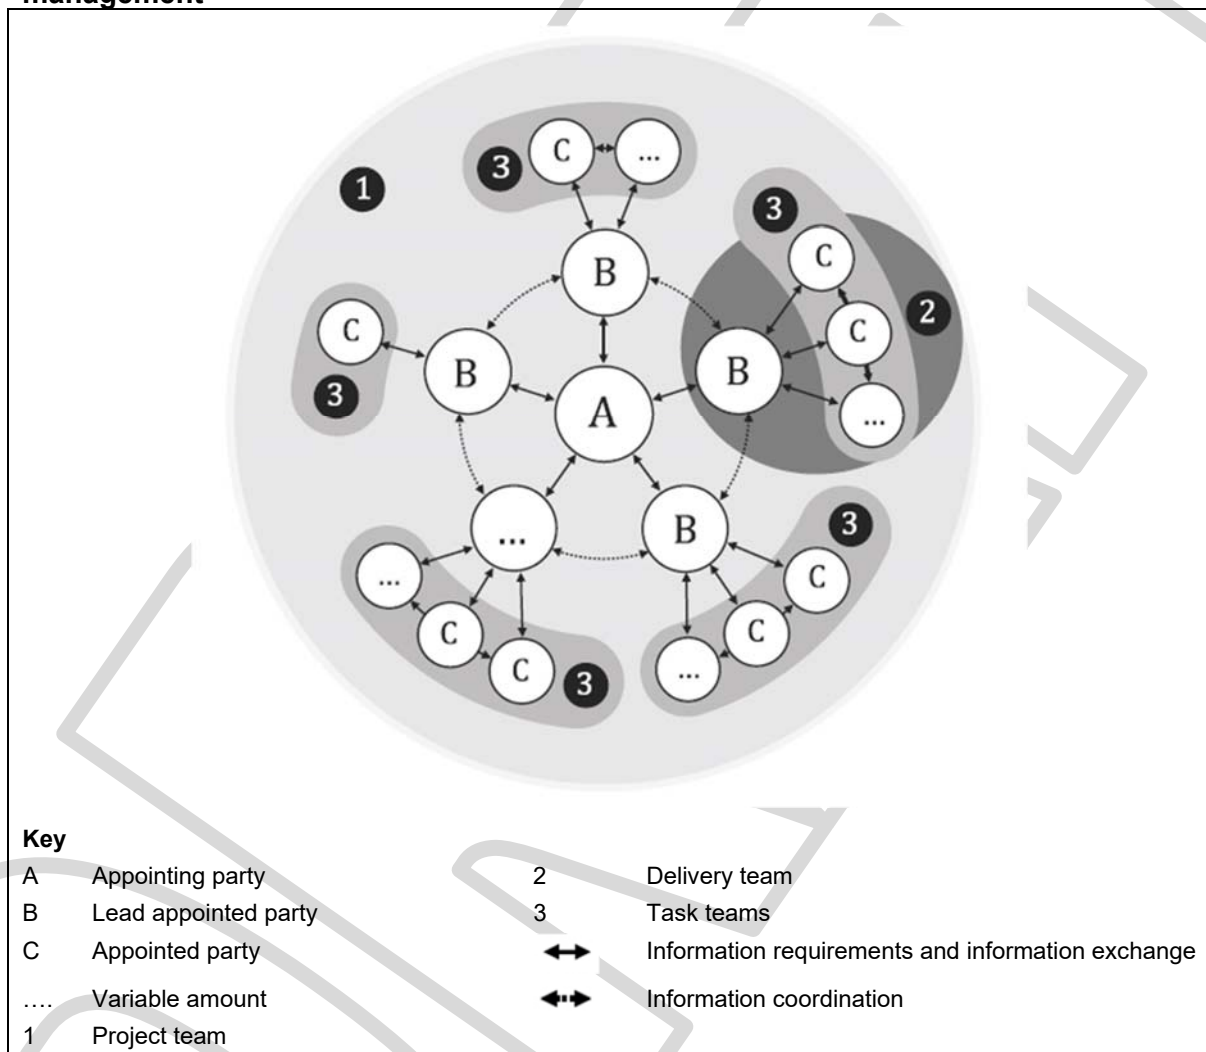 management
3
C
...
1
3
C
B
2
C
C
3
B
B
A
...
...
B
3
...
C
C
C
C
3
...
Key
A Appointing party
B Lead appointed party
C Appointed party
.... Variable amount
1 Project team
2 Delivery team
3 Task teams
Information requirements and information exchange
Information coordination